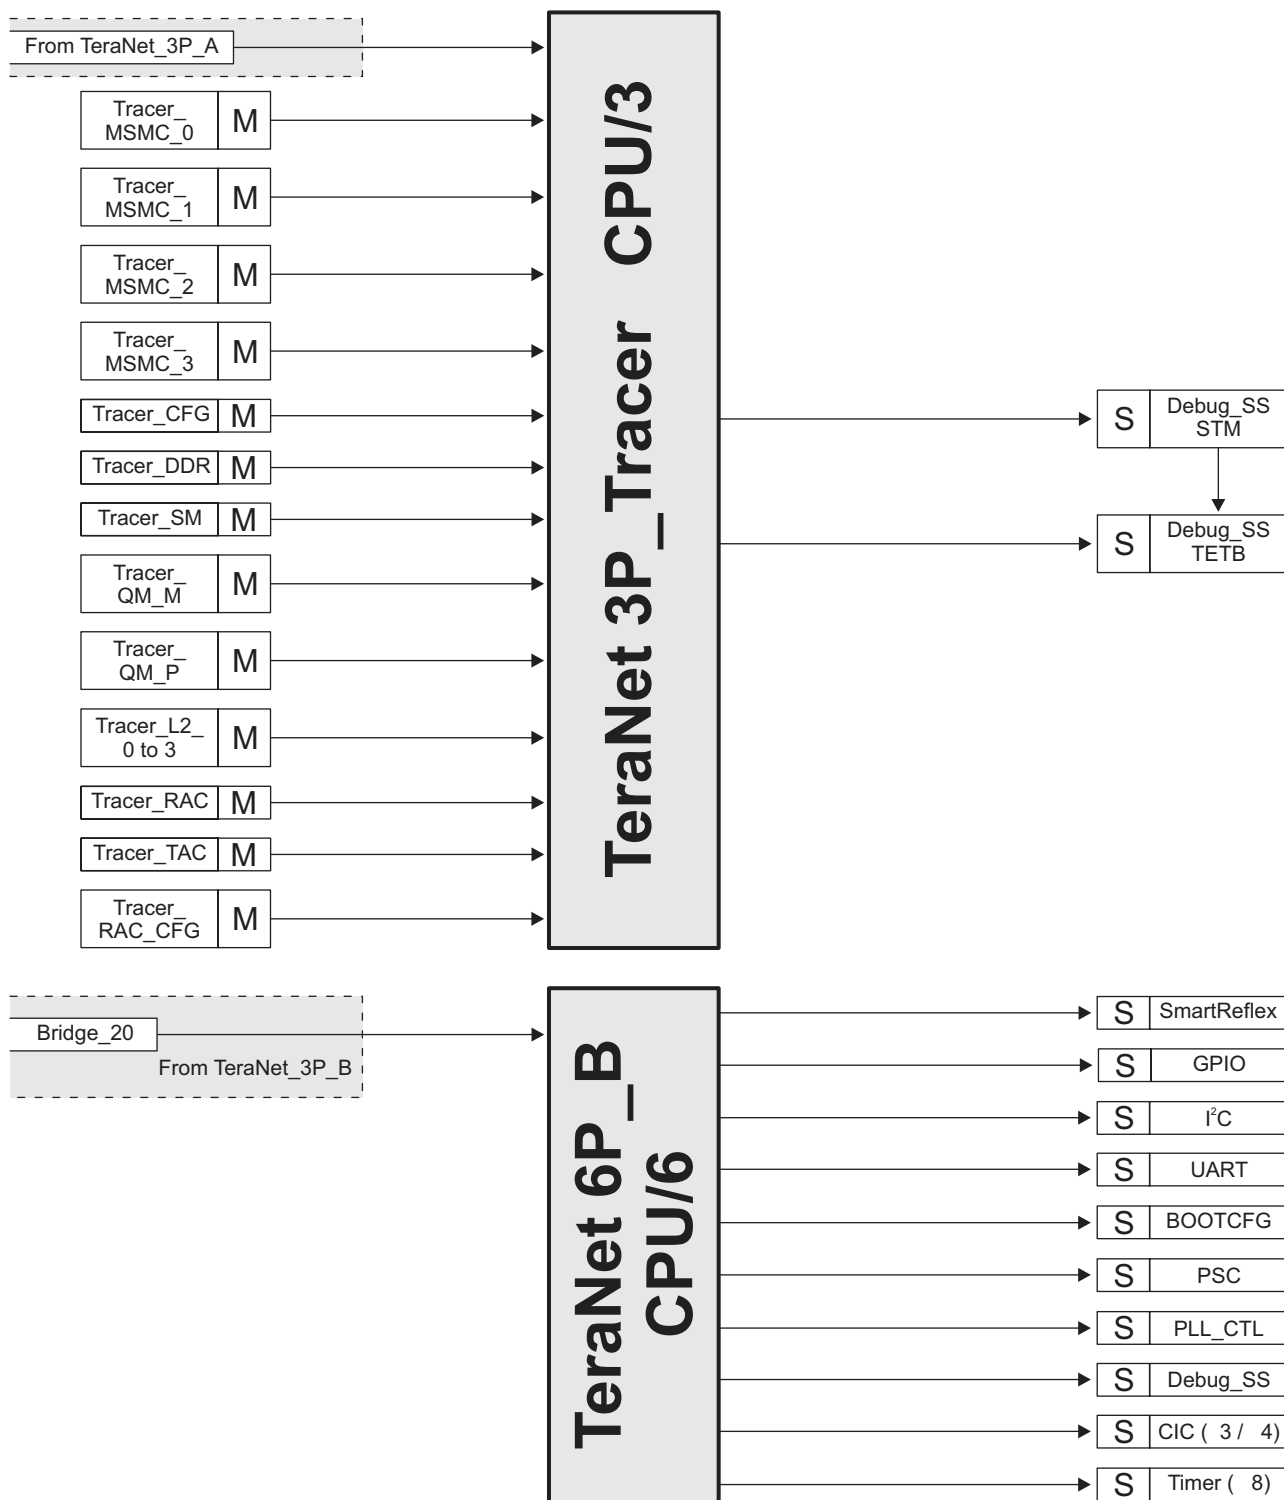 From TeraNet_3P_A
Tracer_
MSMC_0
M
Tracer_
MSMC_1
M
Tracer_
MSMC_2
M
Tracer_
MSMC_3
M
Tracer_CFG
M
Tracer_DDR
M
Tracer_SM
M
Tracer_
QM_M
M
Tracer_
QM_P
M
Tracer_L2_
0 to 3
M
Tracer_RAC
M
Tracer_TAC
M
Tracer_
RAC_CFG
M
TeraNet 3P_Tracer CPU/3
S
Debug_SS
STM
S
Debug_SS
TETB
Bridge_20
From TeraNet_3P_B
TeraNet 6P_B
CPU/6
S SmartReflex
S GPIO
S I²C
S UART
S BOOTCFG
S PSC
S PLL_CTL
S Debug_SS
S CIC ( 3 / 4)
S Timer ( 8)